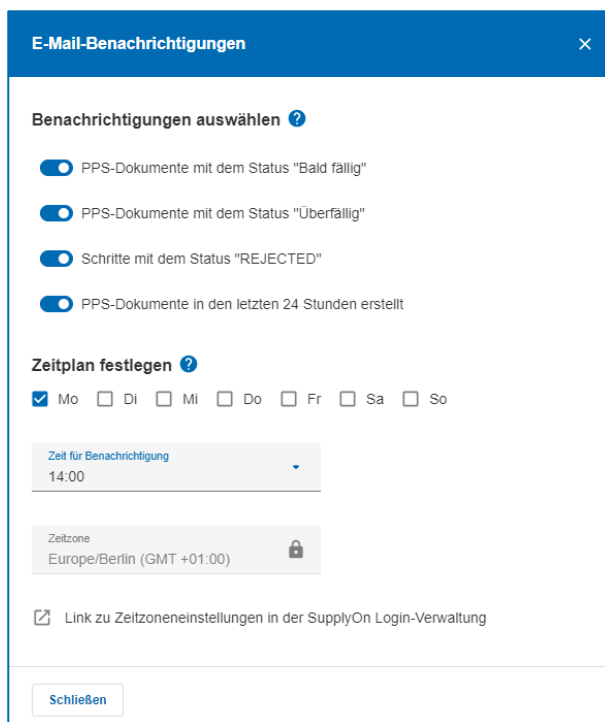 E-Mail-Benachrichtigungen
Benachrichtigungen auswählen ?
PPS-Dokumente mit dem Status "Bald fällig"
PPS-Dokumente mit dem Status "Überfällig"
Schritte mit dem Status "REJECTED"
PPS-Dokumente in den letzten 24 Stunden erstellt
Zeitplan festlegen ?
Mo Di Mi Do Fr Sa So
Zeit für Benachrichtigung
14:00
Zeitzone
Europe/Berlin (GMT +01:00)
Link zu Zeitzoneneinstellungen in der SupplyOn Login-Verwaltung
Schließen